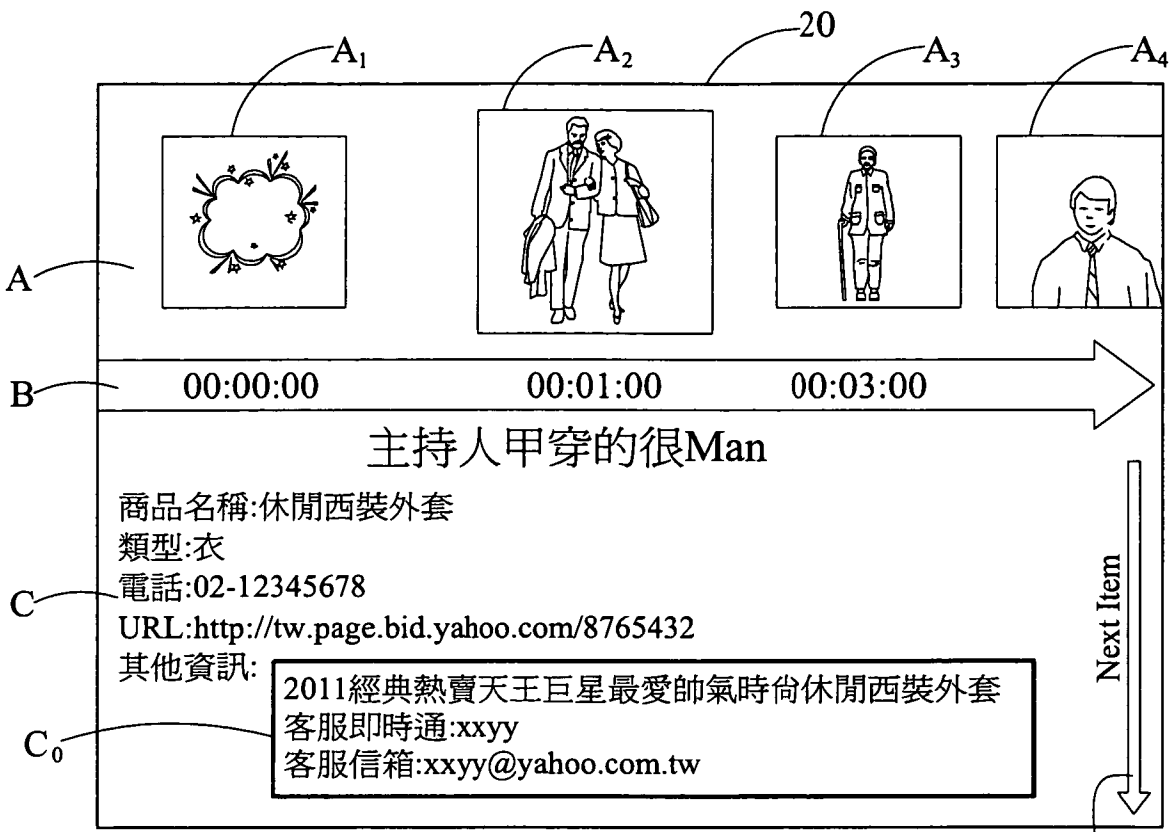 20
A1 A2 A3 A4
A
B 00:00:00 00:01:00 00:03:00
主持人甲穿的很Man
商品名稱:休閒西裝外套
類型:衣
電話:02-12345678
C
URL:http://tw.page.bid.yahoo.com/8765432
其他資訊:
2011經典熱賣天王巨星最愛帥氣時尚休閒西裝外套
客服即時通:xxyy
客服信箱:xxyy@yahoo.com.tw
C0
Next Item